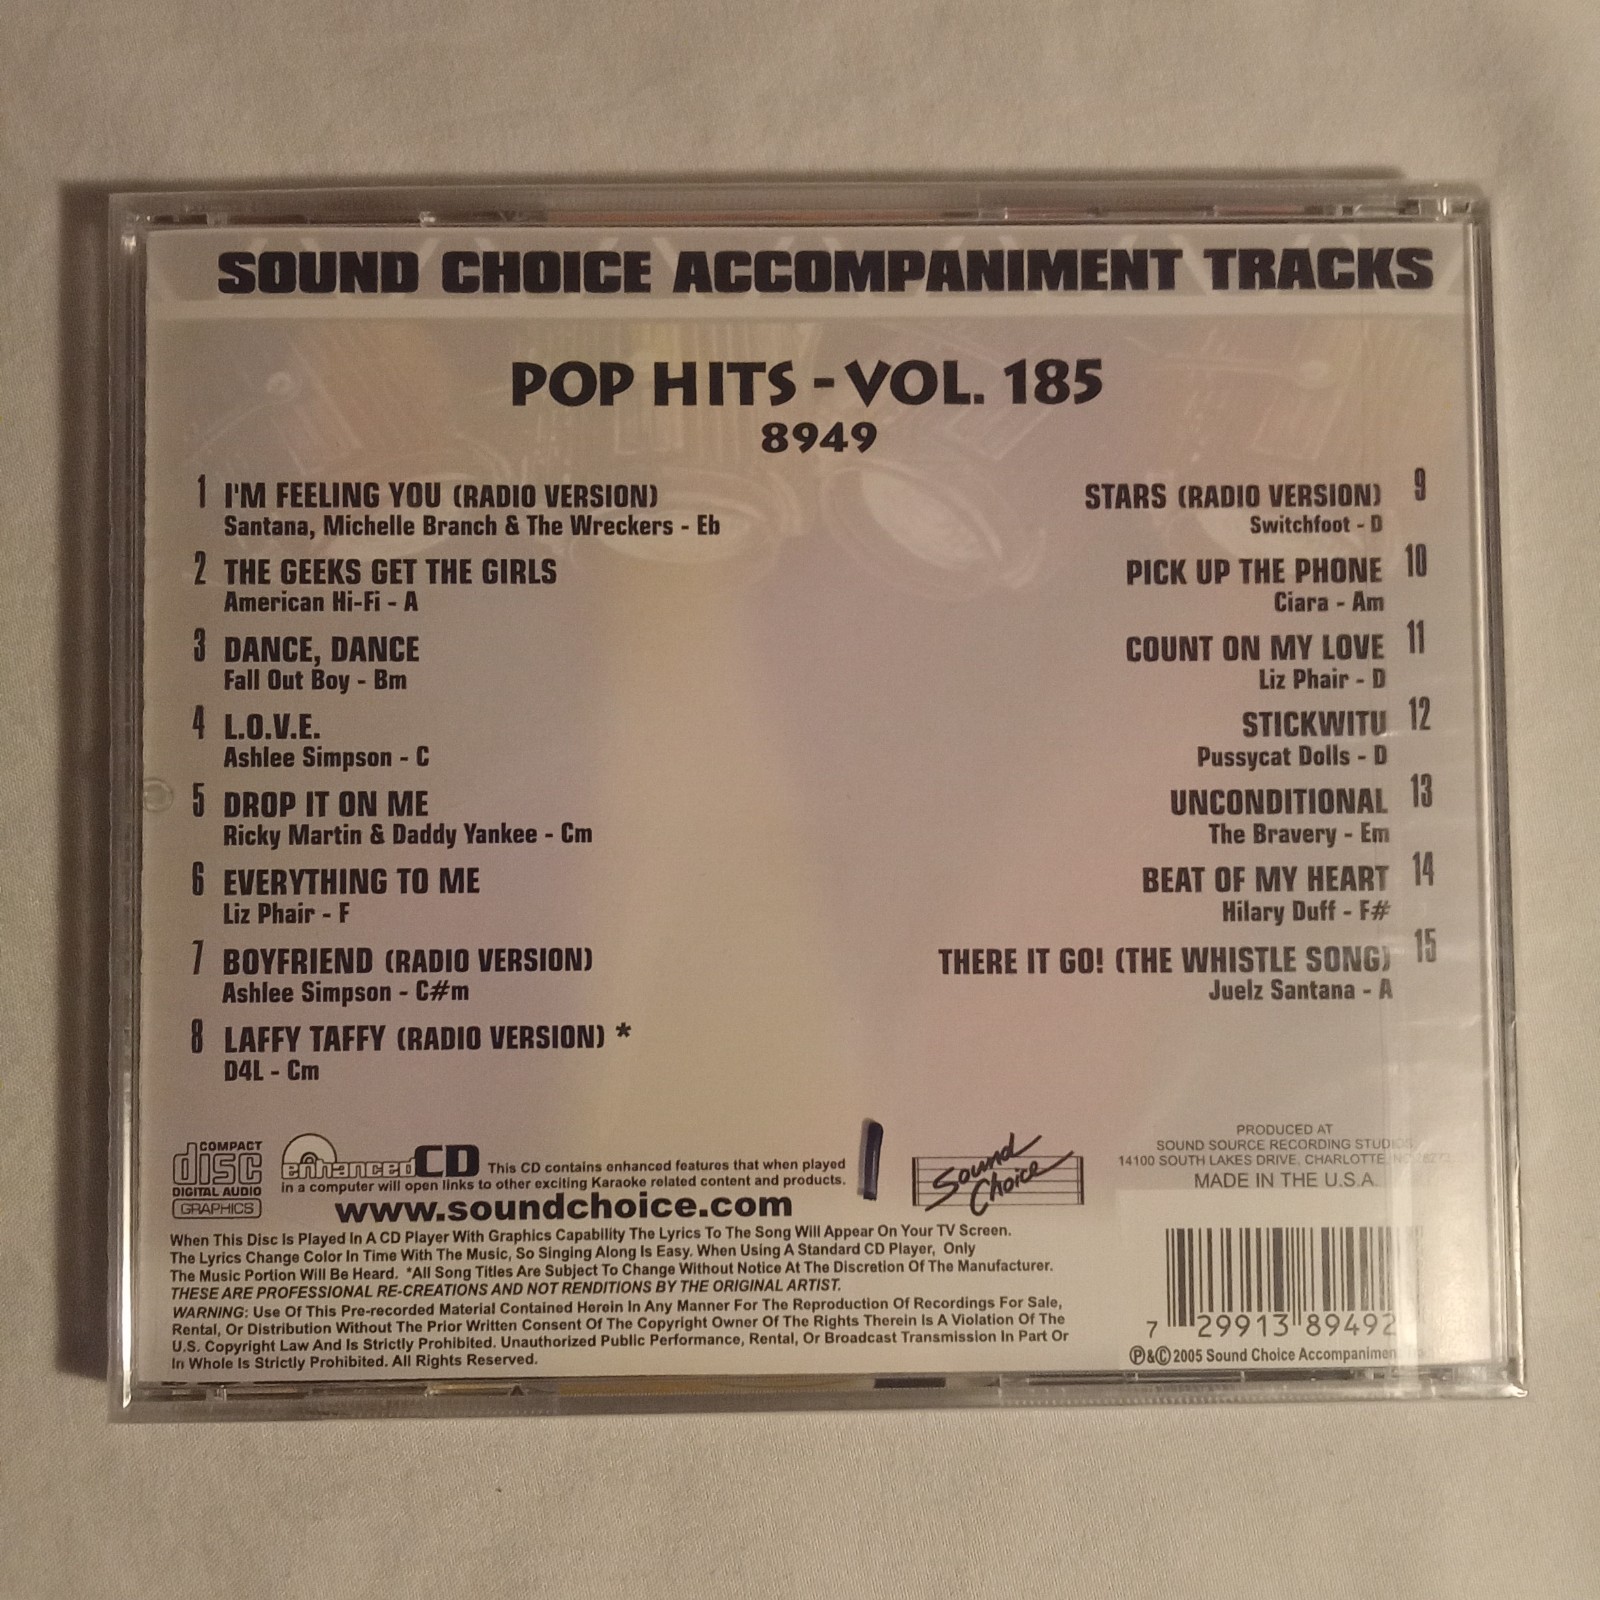 SOUND CHOICE ACCOMPANIMENT TRACKS
POP HITS - VOL. 185
8949
1 I'M FEELING YOU (RADIO VERSION)
Santana, Michelle Branch & The Wreckers - Eb
2 THE GEEKS GET THE GIRLS
American Hi-Fi - A
3 DANCE, DANCE
Fall Out Boy - Bm
4 L.O.V.E.
Ashlee Simpson - C
5 DROP IT ON ME
Ricky Martin & Daddy Yankee - Cm
6 EVERYTHING TO ME
Liz Phair - F
7 BOYFRIEND (RADIO VERSION)
Ashlee Simpson - C#m
8 LAFFY TAFFY (RADIO VERSION) *
D4L - Cm
STARS (RADIO VERSION) 9
Switchfoot - D
PICK UP THE PHONE 10
Ciara - Am
COUNT ON MY LOVE 11
Liz Phair - D
STICKWITU 12
Pussycat Dolls - D
UNCONDITIONAL 13
The Bravery - Em
BEAT OF MY HEART 14
Hilary Duff - F#
THERE IT GO! (THE WHISTLE SONG) 15
Juelz Santana - A
COMPACT
disc
DIGITAL AUDIO
GRAPHICS
enhanced CD This CD contains enhanced features that when played
in a computer will open links to other exciting Karaoke related content and products.
www.soundchoice.com
When This Disc Is Played In A CD Player With Graphics Capability The Lyrics To The Song Will Appear On Your TV Screen.
The Lyrics Change Color In Time With The Music, So Singing Along Is Easy. When Using A Standard CD Player, Only
The Music Portion Will Be Heard. *All Song Titles Are Subject To Change Without Notice At The Discretion Of The Manufacturer.
THESE ARE PROFESSIONAL RE-CREATIONS AND NOT RENDITIONS BY THE ORIGINAL ARTIST.
WARNING: Use Of This Pre-recorded Material Contained Herein In Any Manner For The Reproduction Of Recordings For Sale,
Rental, Or Distribution Without The Prior Written Consent Of The Copyright Owner Of The Rights Therein Is A Violation Of The
U.S. Copyright Law And Is Strictly Prohibited. Unauthorized Public Performance, Rental, Or Broadcast Transmission In Part Or
In Whole Is Strictly Prohibited. All Rights Reserved.
Sound
Choice
PRODUCED AT
SOUND SOURCE RECORDING STUDIOS
14100 SOUTH LAKES DRIVE, CHARLOTTE, NC
MADE IN THE U.S.A.
7 29913 89492
℗&© 2005 Sound Choice Accompaniment